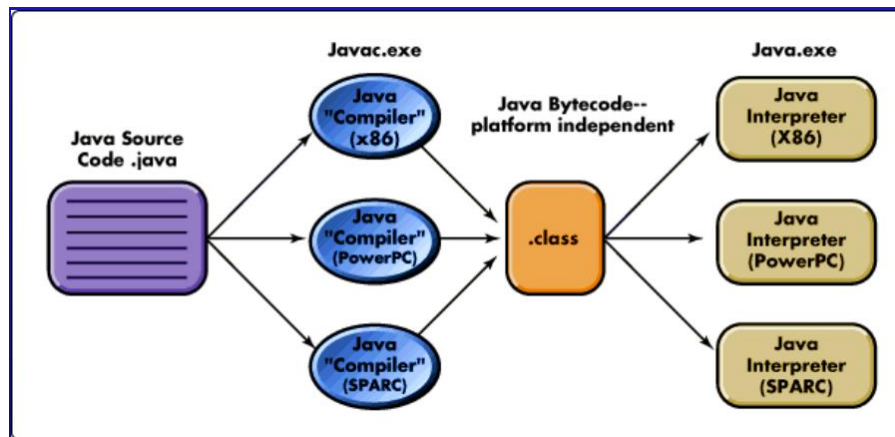 Javac.exe
Java.exe
Java Source
Code .java
Java
"Compiler"
(x86)
Java
"Compiler"
(PowerPC)
Java
"Compiler"
(SPARC)
Java Bytecode--
platform independent
.class
Java
Interpreter
(X86)
Java
Interpreter
(PowerPC)
Java
Interpreter
(SPARC)